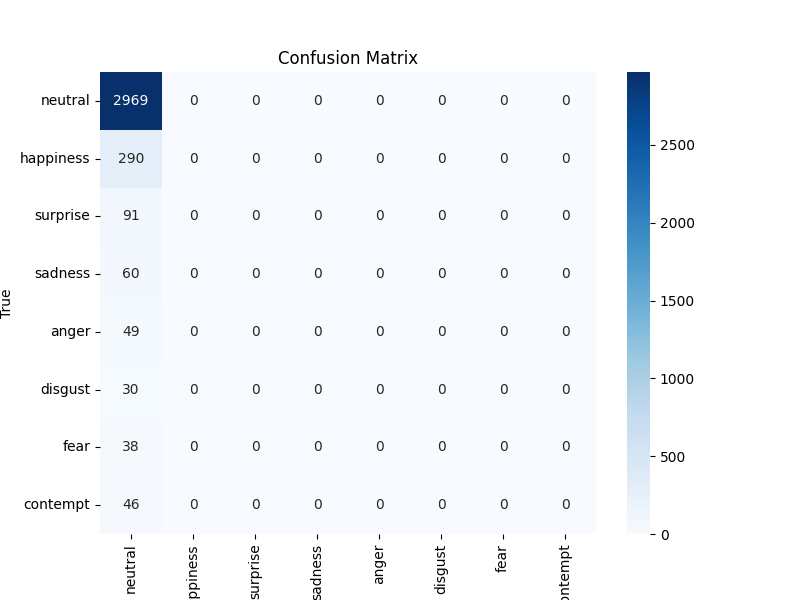 Confusion Matrix
neutral 2969 0 0 0 0 0 0 0
happiness 290 0 0 0 0 0 0 0
surprise 91 0 0 0 0 0 0 0
sadness 60 0 0 0 0 0 0 0
anger 49 0 0 0 0 0 0 0
disgust 30 0 0 0 0 0 0 0
fear 38 0 0 0 0 0 0 0
contempt 46 0 0 0 0 0 0 0
True
neutral ppiness surprise sadness anger disgust fear ontempt
2500
2000
1500
1000
500
0